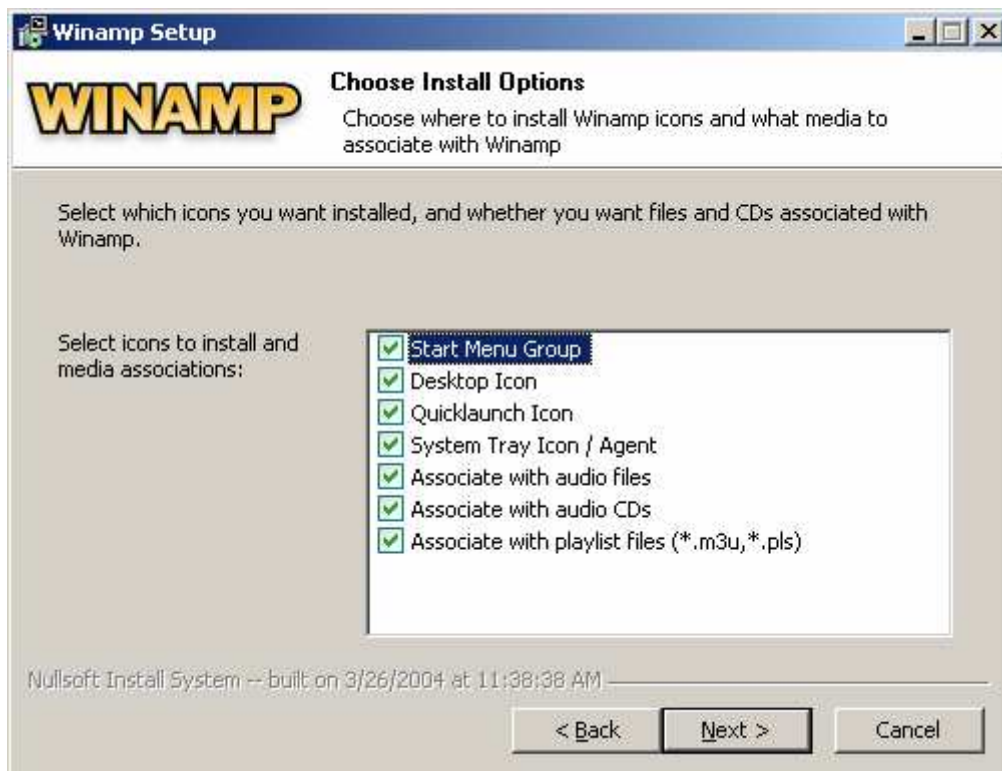 Winamp Setup
WINAMP
Choose Install Options
Choose where to install Winamp icons and what media to
associate with Winamp
Select which icons you want installed, and whether you want files and CDs associated with
Winamp.
Select icons to install and
media associations:
Start Menu Group
Desktop Icon
Quicklaunch Icon
System Tray Icon / Agent
Associate with audio files
Associate with audio CDs
Associate with playlist files (*.m3u,*.pls)
Nullsoft Install System -- built on 3/26/2004 at 11:38:38 AM
< Back
Next >
Cancel